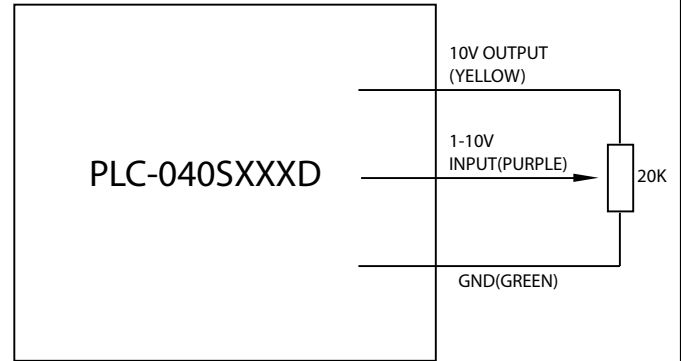 10V OUTPUT
(YELLOW)
1-10V
INPUT(PURPLE)
PLC-040SXXXD
20K
GND(GREEN)